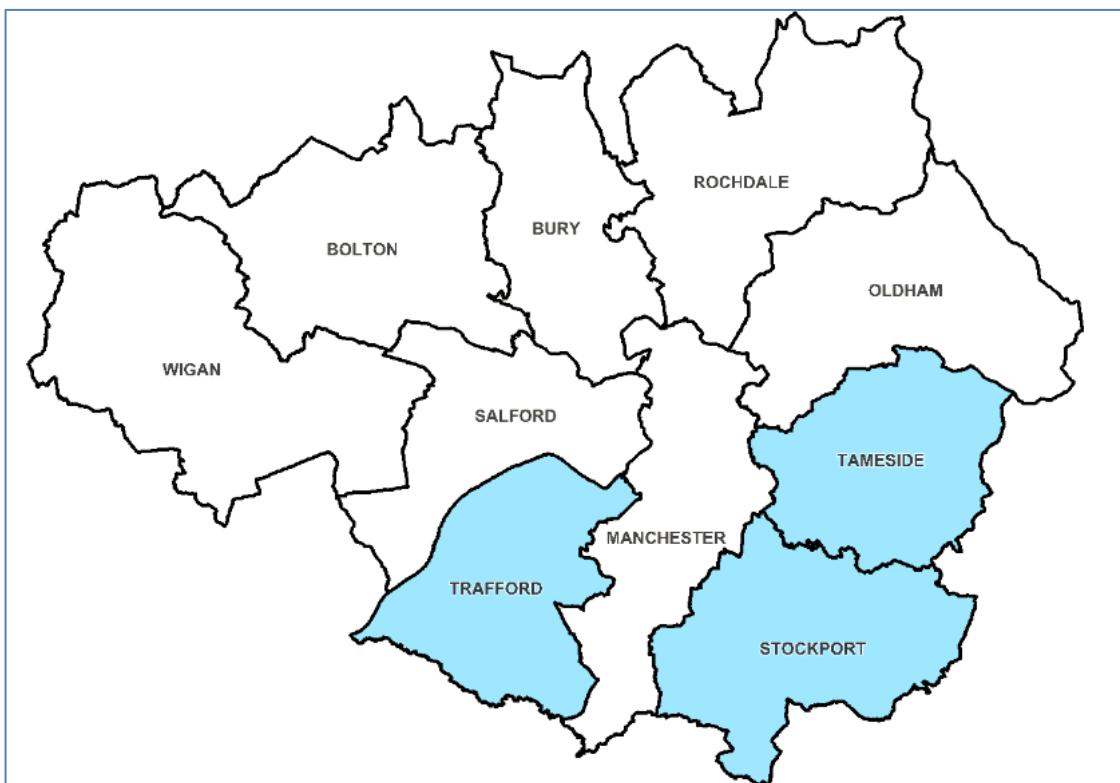 ROCHDALE
BURY
BOLTON
OLDHAM
WIGAN
SALFORD
TAMESIDE
MANCHESTER
TRAFFORD
STOCKPORT